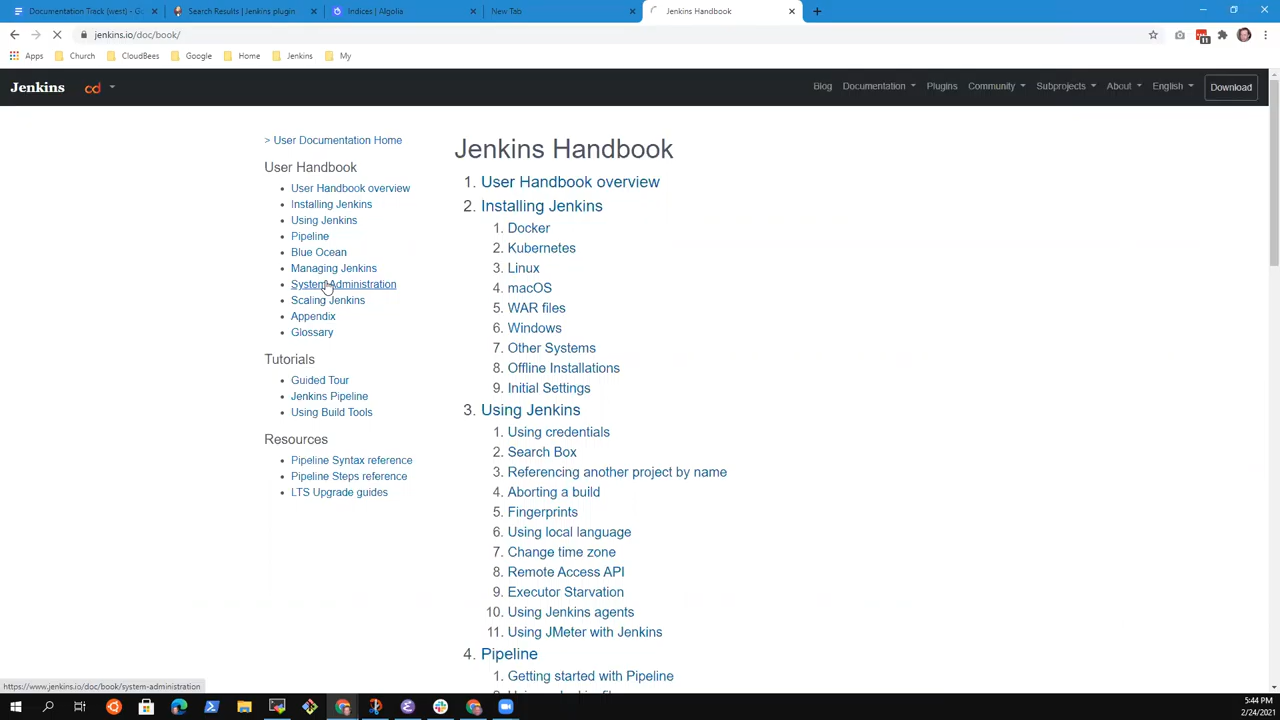 Documentation Track (west) - G
Search Results | Jenkins plugin
Indices | Algolia
New Tab
Jenkins Handbook
jenkins.io/doc/book/
11
Apps
Church
CloudBees
Google
Home
Jenkins
My
Jenkins
cd
Blog
Documentation
Plugins
Community
Subprojects
About
English
Download
> User Documentation Home
User Handbook
User Handbook overview
Installing Jenkins
Using Jenkins
Pipeline
Blue Ocean
Managing Jenkins
System Administration
Scaling Jenkins
Appendix
Glossary
Tutorials
Guided Tour
Jenkins Pipeline
Using Build Tools
Resources
Pipeline Syntax reference
Pipeline Steps reference
LTS Upgrade guides
Jenkins Handbook
1. User Handbook overview
2. Installing Jenkins
1. Docker
2. Kubernetes
3. Linux
4. macOS
5. WAR files
6. Windows
7. Other Systems
8. Offline Installations
9. Initial Settings
3. Using Jenkins
1. Using credentials
2. Search Box
3. Referencing another project by name
4. Aborting a build
5. Fingerprints
6. Using local language
7. Change time zone
8. Remote Access API
9. Executor Starvation
10. Using Jenkins agents
11. Using JMeter with Jenkins
4. Pipeline
1. Getting started with Pipeline
https://www.jenkins.io/doc/book/system-administration
5:44 PM
2/24/2021